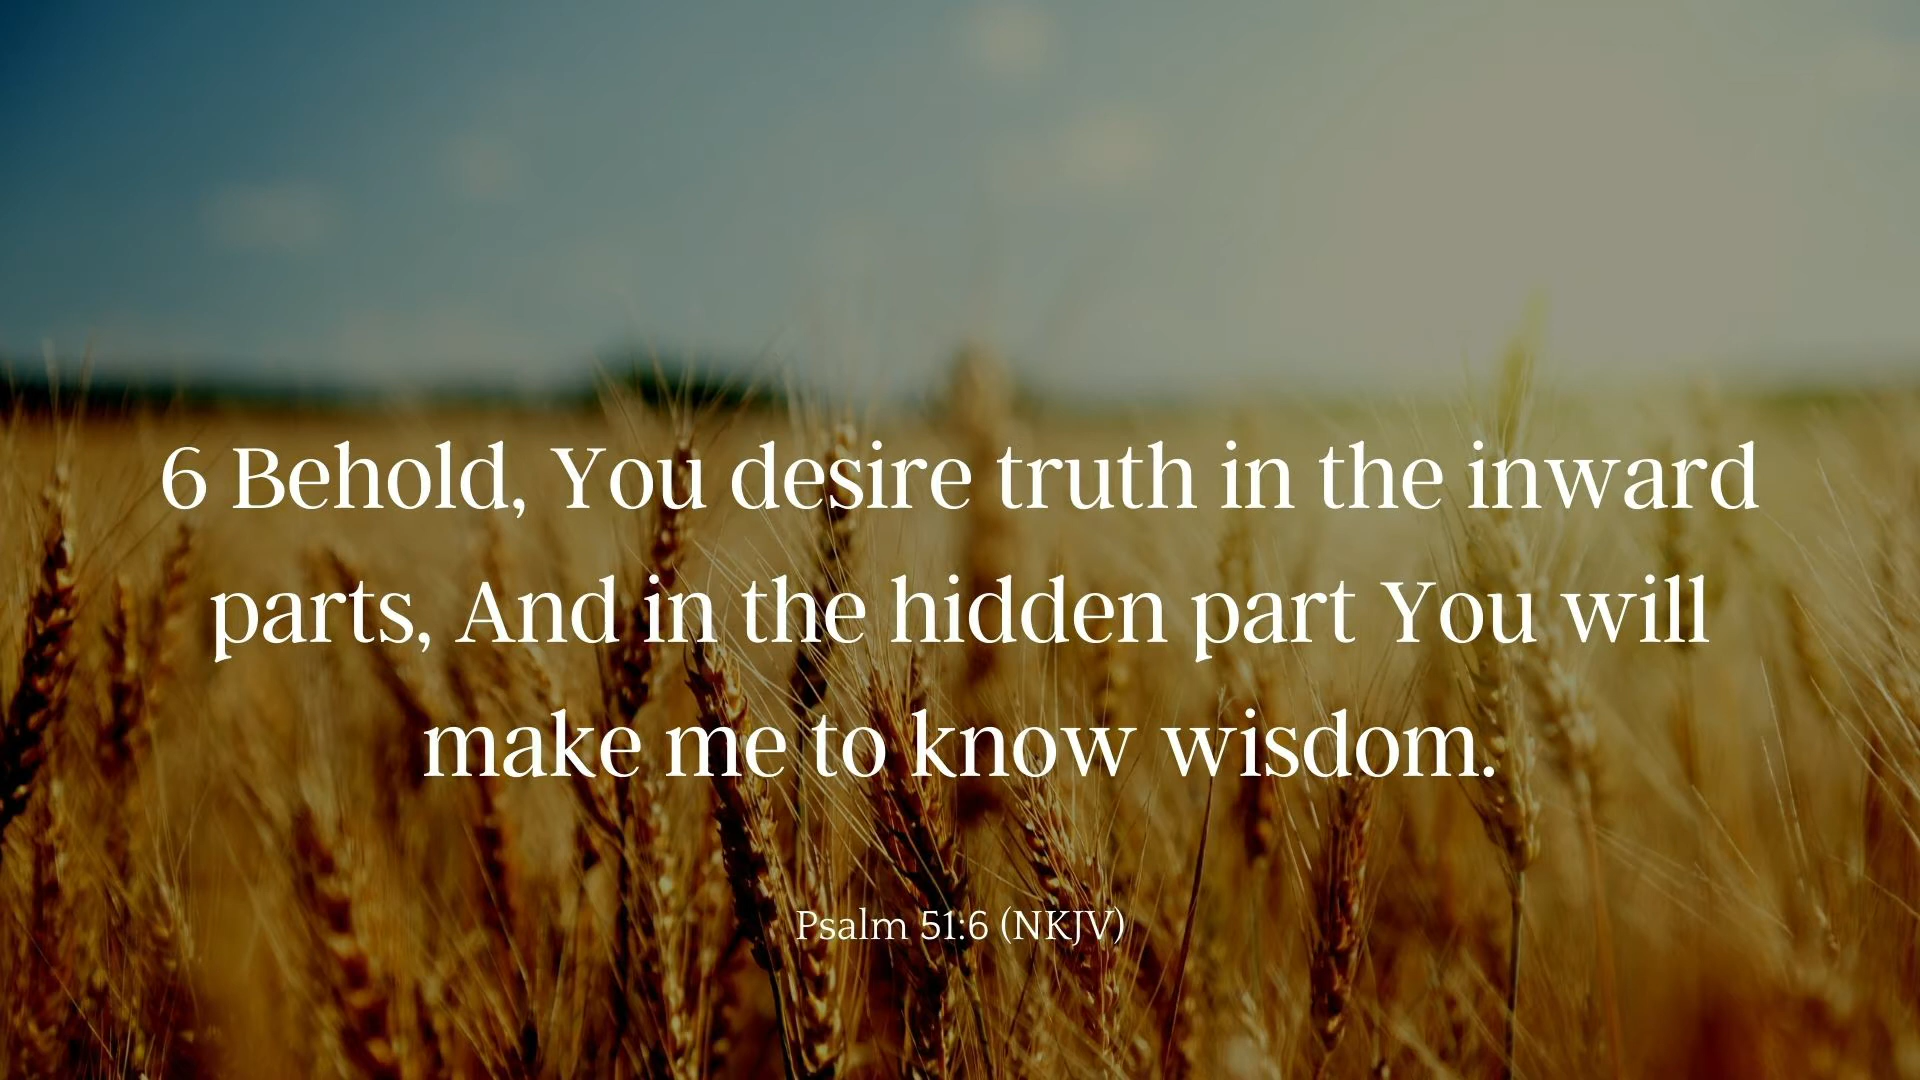 6 Behold, You desire truth in the inward
parts, And in the hidden part You will
make me to know wisdom.
Psalm 51:6 (NKJV)